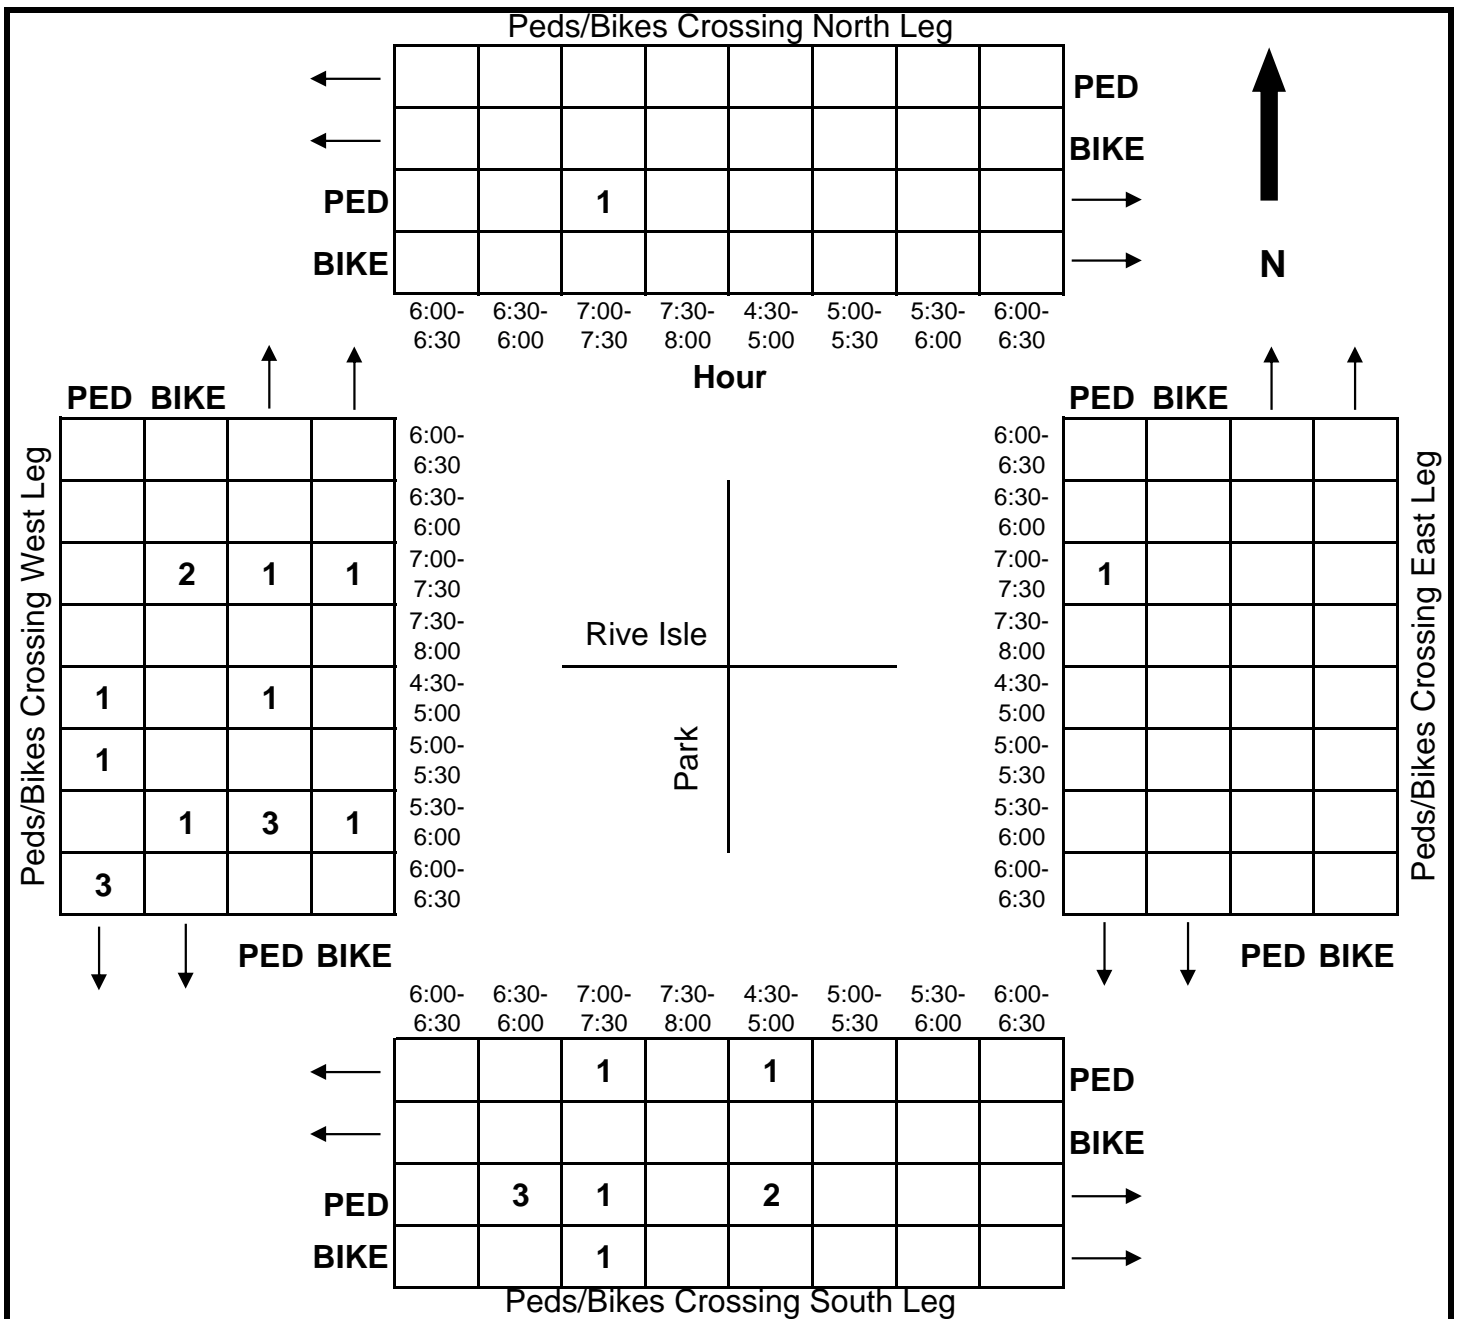 Peds/Bikes Crossing North Leg
PED
BIKE
PED 1
BIKE
N
6:00- 6:30- 7:00- 7:30- 4:30- 5:00- 5:30- 6:00-
6:30 6:00 7:30 8:00 5:00 5:30 6:00 6:30
Hour
PED BIKE
Peds/Bikes Crossing West Leg
6:00-
6:30
6:30-
6:00
2 1 1 7:00-
7:30
7:30-
8:00
1 1 4:30-
5:00
1 5:00-
5:30
1 3 1 5:30-
6:00
3 6:00-
6:30
PED BIKE
Rive Isle
Park
PED BIKE
6:00-
6:30
6:30-
6:00
7:00- 1
7:30
7:30-
8:00
4:30-
5:00
5:00-
5:30
5:30-
6:00
6:00-
6:30
Peds/Bikes Crossing East Leg
PED BIKE
6:00- 6:30- 7:00- 7:30- 4:30- 5:00- 5:30- 6:00-
6:30 6:00 7:30 8:00 5:00 5:30 6:00 6:30
1 1 PED
BIKE
PED 3 1 2
BIKE 1
Peds/Bikes Crossing South Leg